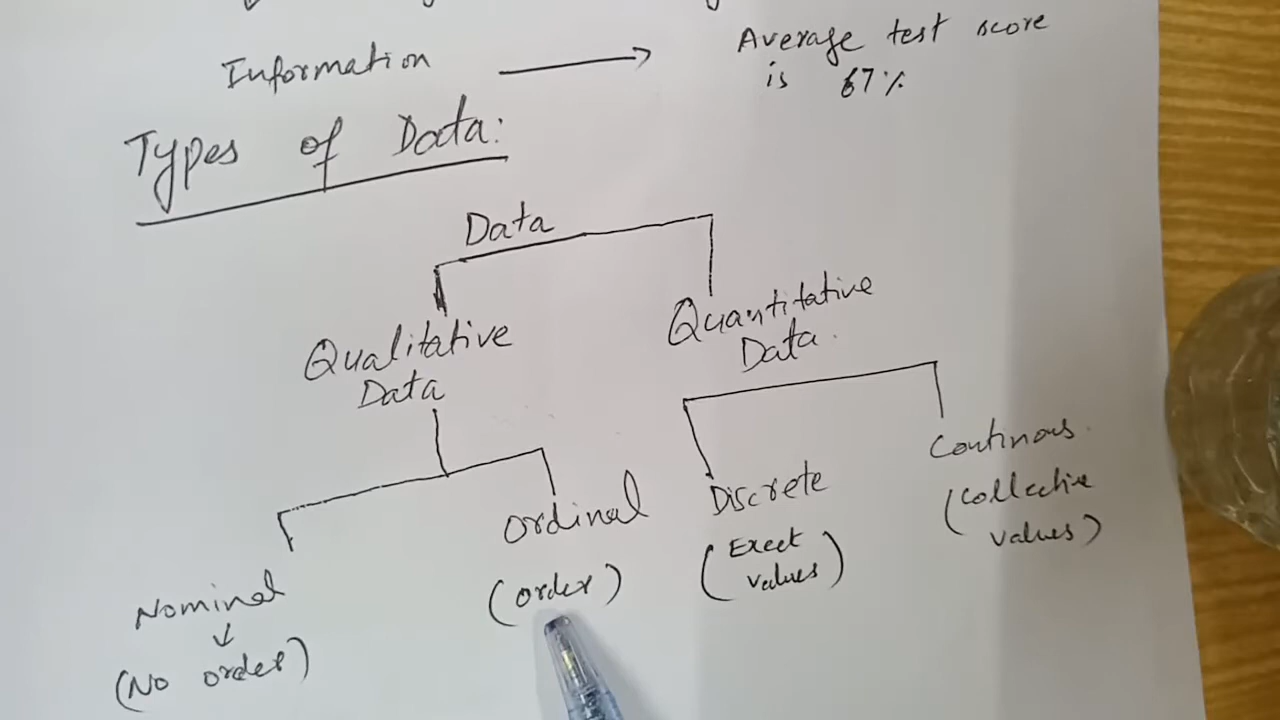 Information → Average test score
is 67%
Types of Data:
Data
Qualitative
Data
Quantitative
Data.
Nominal
↓
(No order)
Ordinal
(order)
Discrete
(Exect
values)
Continous
(Collective
values)